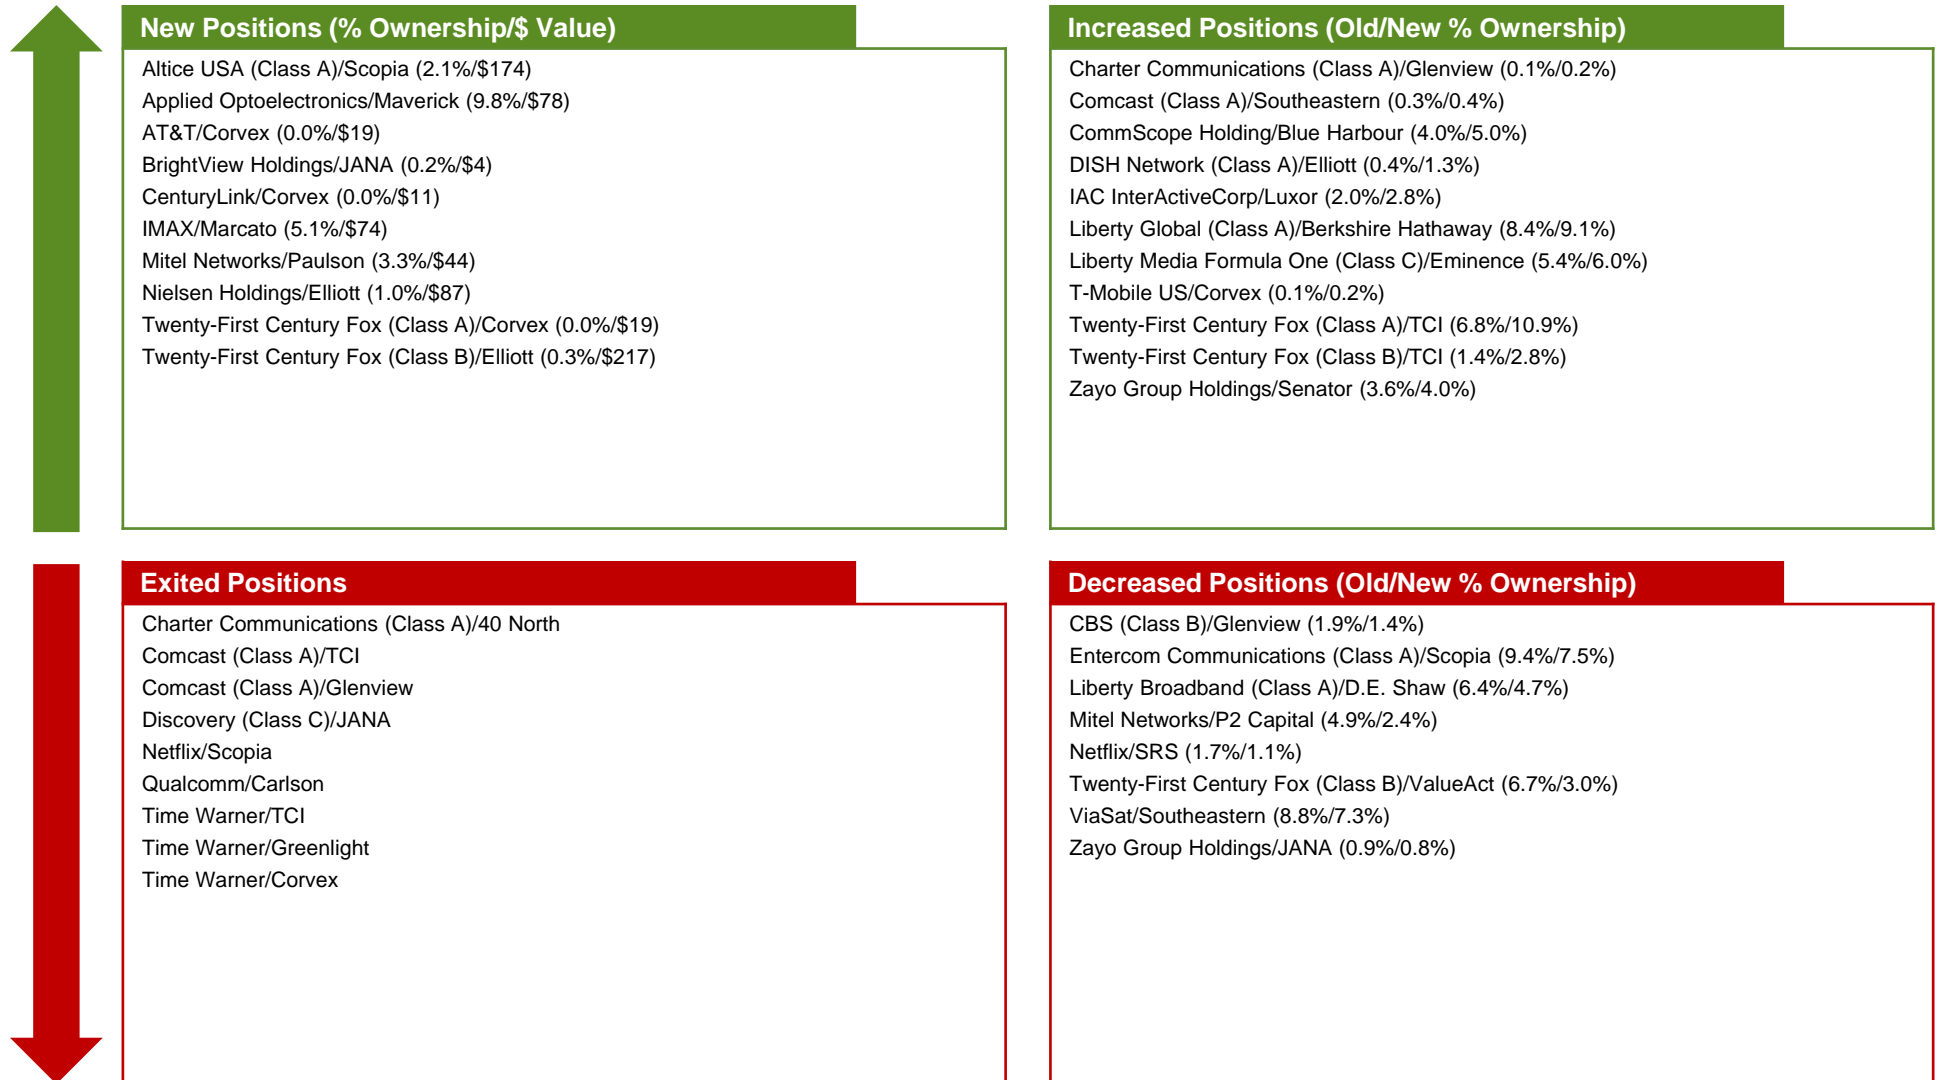 New Positions (% Ownership/$ Value)
Altice USA (Class A)/Scopia (2.1%/$174)
Applied Optoelectronics/Maverick (9.8%/$78)
AT&T/Corvex (0.0%/$19)
BrightView Holdings/JANA (0.2%/$4)
CenturyLink/Corvex (0.0%/$11)
IMAX/Marcato (5.1%/$74)
Mitel Networks/Paulson (3.3%/$44)
Nielsen Holdings/Elliott (1.0%/$87)
Twenty-First Century Fox (Class A)/Corvex (0.0%/$19)
Twenty-First Century Fox (Class B)/Elliott (0.3%/$217)
Increased Positions (Old/New % Ownership)
Charter Communications (Class A)/Glenview (0.1%/0.2%)
Comcast (Class A)/Southeastern (0.3%/0.4%)
CommScope Holding/Blue Harbour (4.0%/5.0%)
DISH Network (Class A)/Elliott (0.4%/1.3%)
IAC InterActiveCorp/Luxor (2.0%/2.8%)
Liberty Global (Class A)/Berkshire Hathaway (8.4%/9.1%)
Liberty Media Formula One (Class C)/Eminence (5.4%/6.0%)
T-Mobile US/Corvex (0.1%/0.2%)
Twenty-First Century Fox (Class A)/TCI (6.8%/10.9%)
Twenty-First Century Fox (Class B)/TCI (1.4%/2.8%)
Zayo Group Holdings/Senator (3.6%/4.0%)
Exited Positions
Charter Communications (Class A)/40 North
Comcast (Class A)/TCI
Comcast (Class A)/Glenview
Discovery (Class C)/JANA
Netflix/Scopia
Qualcomm/Carlson
Time Warner/TCI
Time Warner/Greenlight
Time Warner/Corvex
Decreased Positions (Old/New % Ownership)
CBS (Class B)/Glenview (1.9%/1.4%)
Entercom Communications (Class A)/Scopia (9.4%/7.5%)
Liberty Broadband (Class A)/D.E. Shaw (6.4%/4.7%)
Mitel Networks/P2 Capital (4.9%/2.4%)
Netflix/SRS (1.7%/1.1%)
Twenty-First Century Fox (Class B)/ValueAct (6.7%/3.0%)
ViaSat/Southeastern (8.8%/7.3%)
Zayo Group Holdings/JANA (0.9%/0.8%)